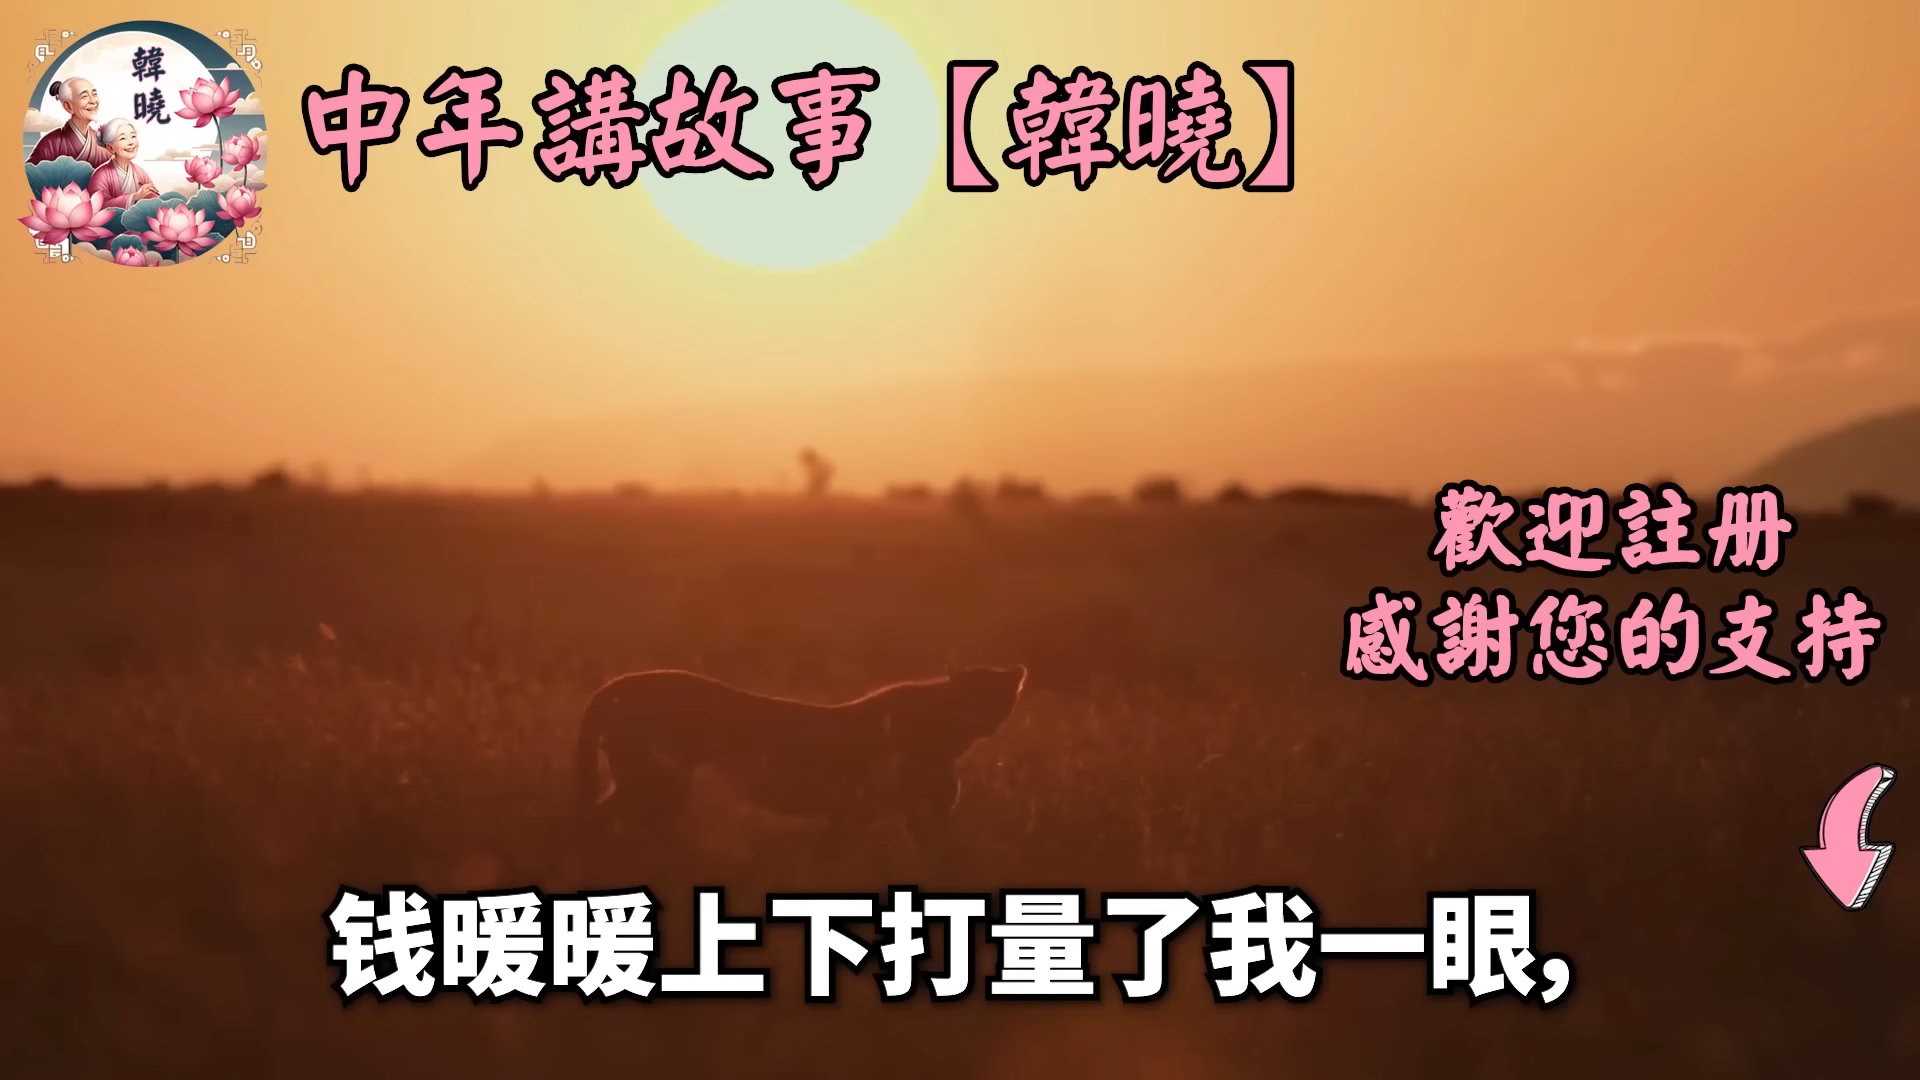 韓曉
中年講故事【韓曉】
歡迎註册
感謝您的支持
钱暖暖上下打量了我一眼,